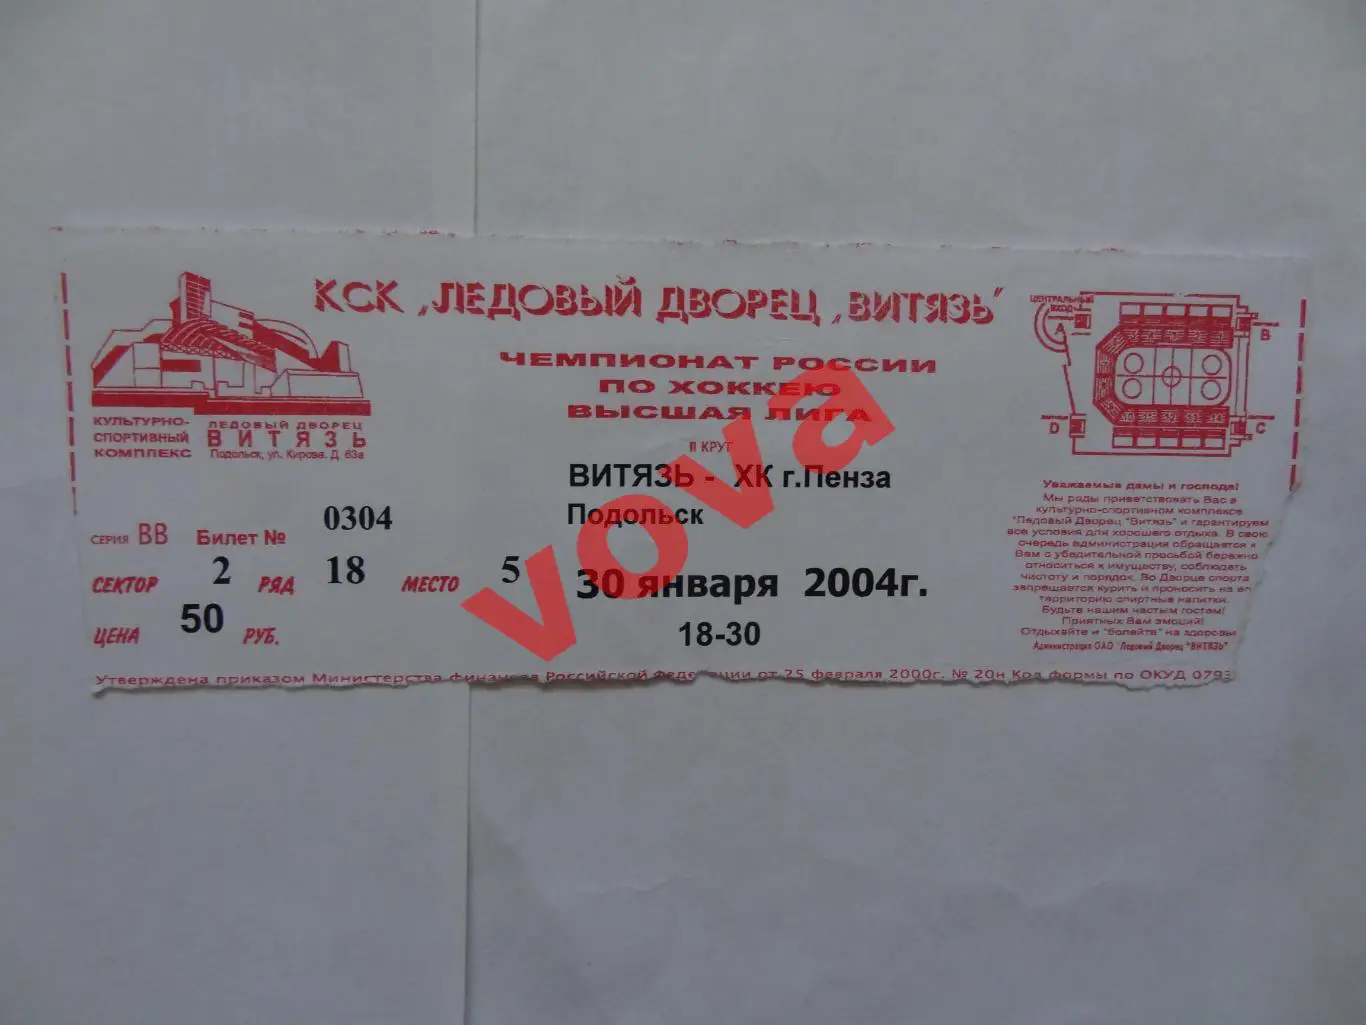 КСК „ЛЕДОВЫЙ ДВОРЕЦ „ВИТЯЗЬ"
ЧЕМПИОНАТ РОССИИ
ПО ХОККЕЮ
ВЫСШАЯ ЛИГА
II КРУГ
ВИТЯЗЬ - ХК г.Пенза
Подольск
30 января 2004г.
18-30
КУЛЬТУРНО-
СПОРТИВНЫЙ
КОМПЛЕКС
ЛЕДОВЫЙ ДВОРЕЦ
ВИТЯЗЬ
Подольск, ул. Кирова. Д. 63а
СЕРИЯ ВВ Билет № 0304
СЕКТОР 2 РЯД 18 МЕСТО 5
ЦЕНА 50 РУБ.
vova
ЦЕНТРАЛЬНЫЙ
ВХОД
A
B
D
C
Уважаемые дамы и господа!
Мы рады приветствовать Вас в
культурно-спортивном комплексе
"Ледовый Дворец "Витязь" и гарантируем
все условия для хорошего отдыха. В свою
очередь администрация обращается к
Вам с убедительной просьбой бережно
относиться к имуществу, соблюдать
чистоту и порядок. Во Дворце спорта
запрещается курить и проносить на его
территорию спиртные напитки.
Будьте нашим частым гостем!
Приятных Вам эмоций!
Отдыхайте и "болейте" на здоровье
Администрация ОАО "Ледовый Дворец "ВИТЯЗЬ"
Утверждена приказом Министерства финансов Российской Федерации от 25 февраля 2000г. № 20н Код формы по ОКУД 0793